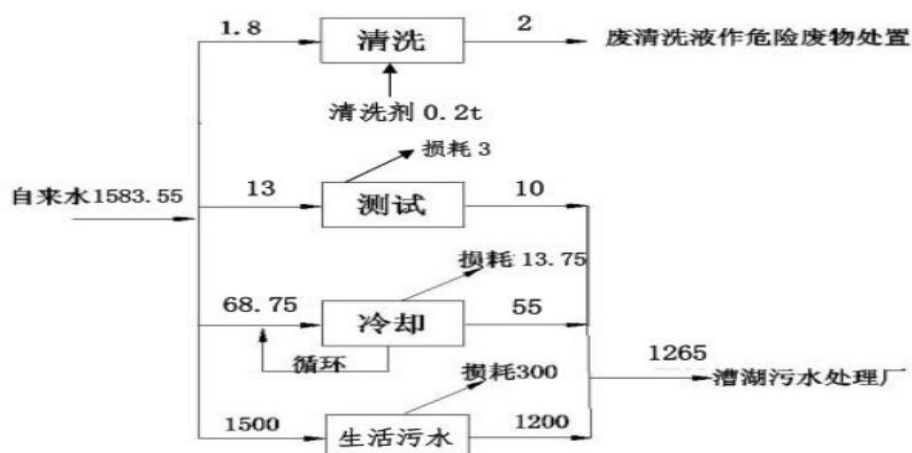 1.8
清洗
2
废清洗液作危险废物处置
清洗剂 0.2t
损耗 3
自来水1583.55
13
测试
10
损耗 13.75
68.75
冷却
55
循环
1265
漕湖污水处理厂
损耗300
1500
生活污水
1200